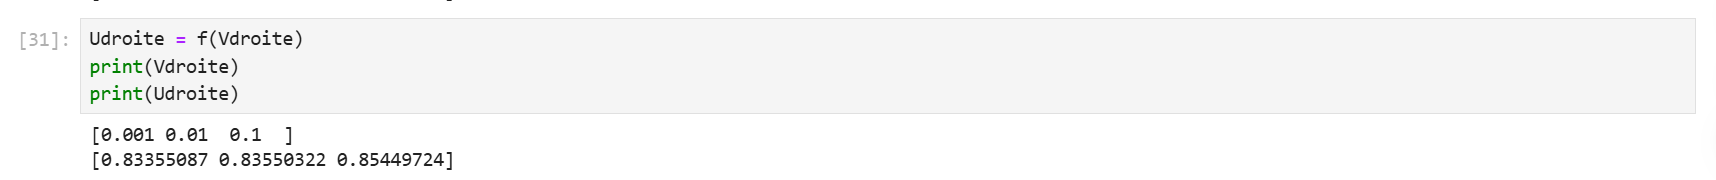 [31]: Udroite = f(Vdroite)
print(Vdroite)
print(Udroite)
[0.001 0.01  0.1  ]
[0.83355087 0.83550322 0.85449724]